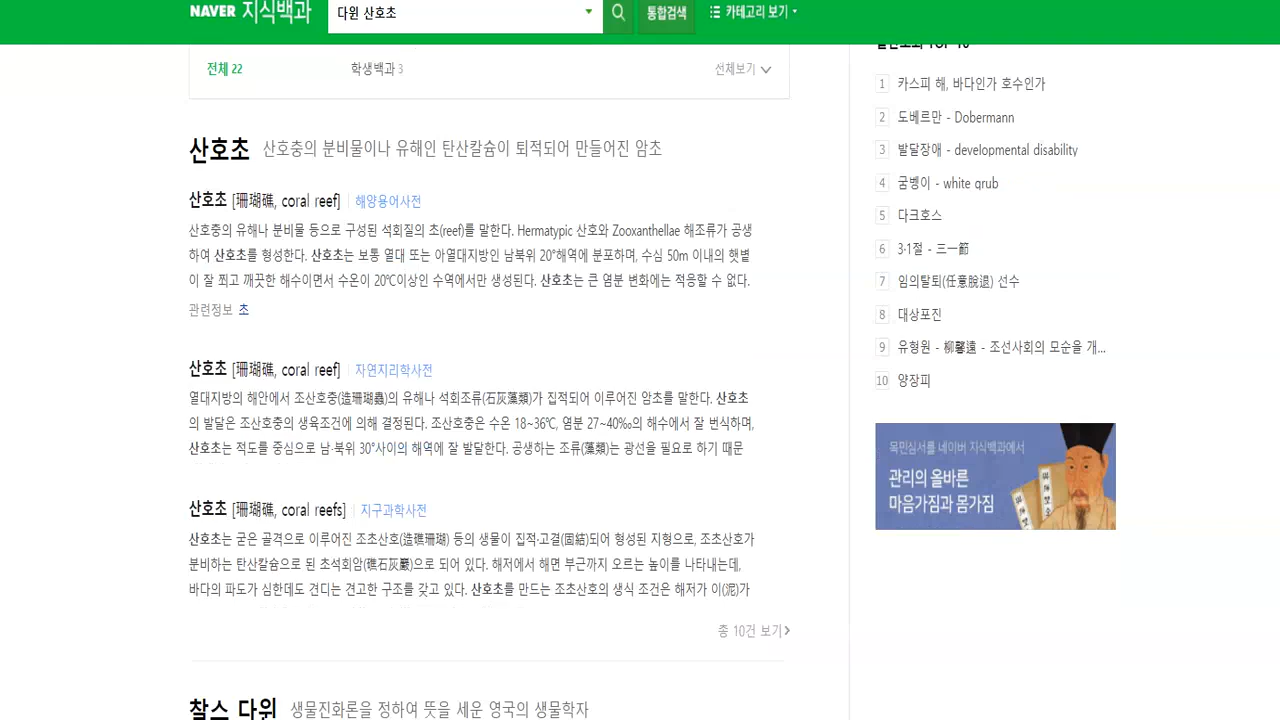 NAVER 지식백과
다윈 산호초
통합검색
카테고리 보기
전체 22
학생백과 3
전체보기
산호초 산호충의 분비물이나 유해인 탄산칼슘이 퇴적되어 만들어진 암초
산호초 [珊瑚礁, coral reef] 해양용어사전
산호충의 유해나 분비물 등으로 구성된 석회질의 초(reef)를 말한다. Hermatypic 산호와 Zooxanthellae 해조류가 공생
하여 산호초를 형성한다. 산호초는 보통 열대 또는 아열대지방인 남북위 20°해역에 분포하며, 수심 50m 이내의 햇볕
이 잘 쬐고 깨끗한 해수이면서 수온이 20℃이상인 수역에서만 생성된다. 산호초는 큰 염분 변화에는 적응할 수 없다.
관련정보 초
산호초 [珊瑚礁, coral reef] 자연지리학사전
열대지방의 해안에서 조산호충(造珊瑚蟲)의 유해나 석회조류(石灰藻類)가 집적되어 이루어진 암초를 말한다. 산호초
의 발달은 조산호충의 생육조건에 의해 결정된다. 조산호충은 수온 18~36℃, 염분 27~40‰의 해수에서 잘 번식하며,
산호초는 적도를 중심으로 남·북위 30°사이의 해역에 잘 발달한다. 공생하는 조류(藻類)는 광선을 필요로 하기 때문
산호초 [珊瑚礁, coral reefs] 지구과학사전
산호초는 굳은 골격으로 이루어진 조초산호(造礁珊瑚) 등의 생물이 집적·고결(固結)되어 형성된 지형으로, 조초산호가
분비하는 탄산칼슘으로 된 초석회암(礁石灰巖)으로 되어 있다. 해저에서 해면 부근까지 오르는 높이를 나타내는데,
바다의 파도가 심한데도 견디는 견고한 구조를 갖고 있다. 산호초를 만드는 조초산호의 생식 조건은 해저가 이(泥)가
총 10건 보기
찰스 다윈 생물진화론을 정하여 뜻을 세운 영국의 생물학자
1 카스피 해, 바다인가 호수인가
2 도베르만 - Dobermann
3 발달장애 - developmental disability
4 굼벵이 - white grub
5 다크호스
6 3·1절 - 三一節
7 임의탈퇴(任意脫退) 선수
8 대상포진
9 유형원 - 柳馨遠 - 조선사회의 모순을 개...
10 양장피
목민심서를 네이버 지식백과에서
관리의 올바른
마음가짐과 몸가짐